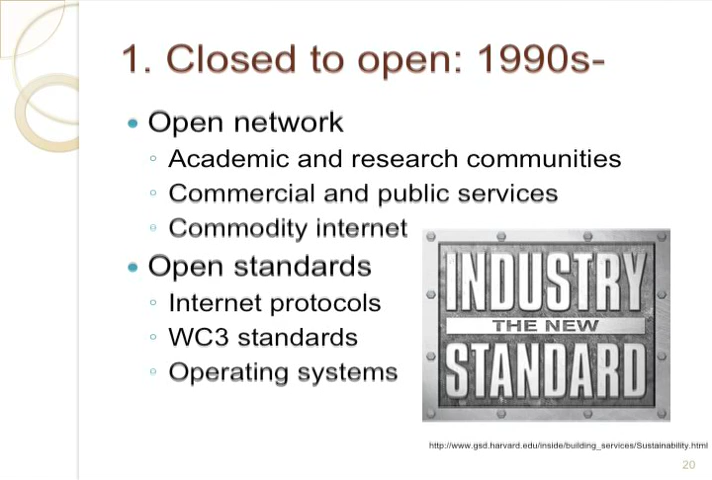 1. Closed to open: 1990s-
Open network
Academic and research communities
Commercial and public services
Commodity internet
Open standards
Internet protocols
WC3 standards
Operating systems
INDUSTRY
THE NEW
STANDARD
http://www.gsd.harvard.edu/inside/building_services/Sustainability.html
20